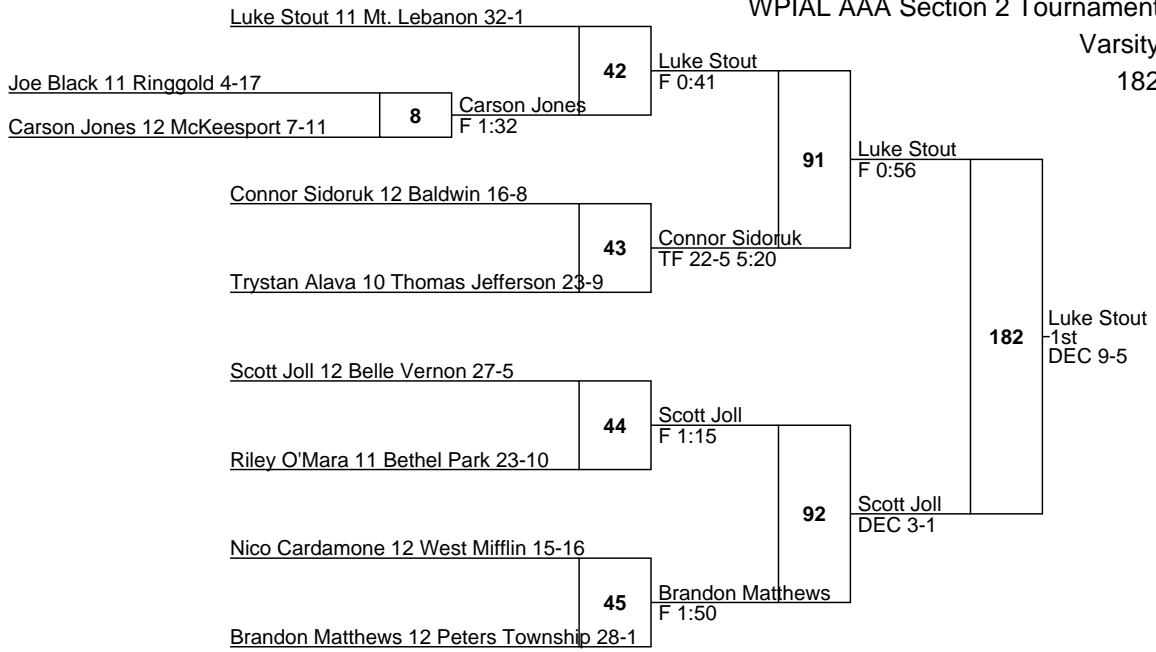 WPIAL AAA Section 2 Tournament
Varsity
182
Luke Stout 11 Mt. Lebanon 32-1
Joe Black 11 Ringgold 4-17
Carson Jones 12 McKeesport 7-11
8
Carson Jones
F 1:32
42
Luke Stout
F 0:41
Connor Sidoruk 12 Baldwin 16-8
Trystan Alava 10 Thomas Jefferson 23-9
43
Connor Sidoruk
TF 22-5 5:20
91
Luke Stout
F 0:56
Scott Joll 12 Belle Vernon 27-5
Riley O'Mara 11 Bethel Park 23-10
44
Scott Joll
F 1:15
Nico Cardamone 12 West Mifflin 15-16
Brandon Matthews 12 Peters Township 28-1
45
Brandon Matthews
F 1:50
92
Scott Joll
DEC 3-1
182
Luke Stout
1st
DEC 9-5